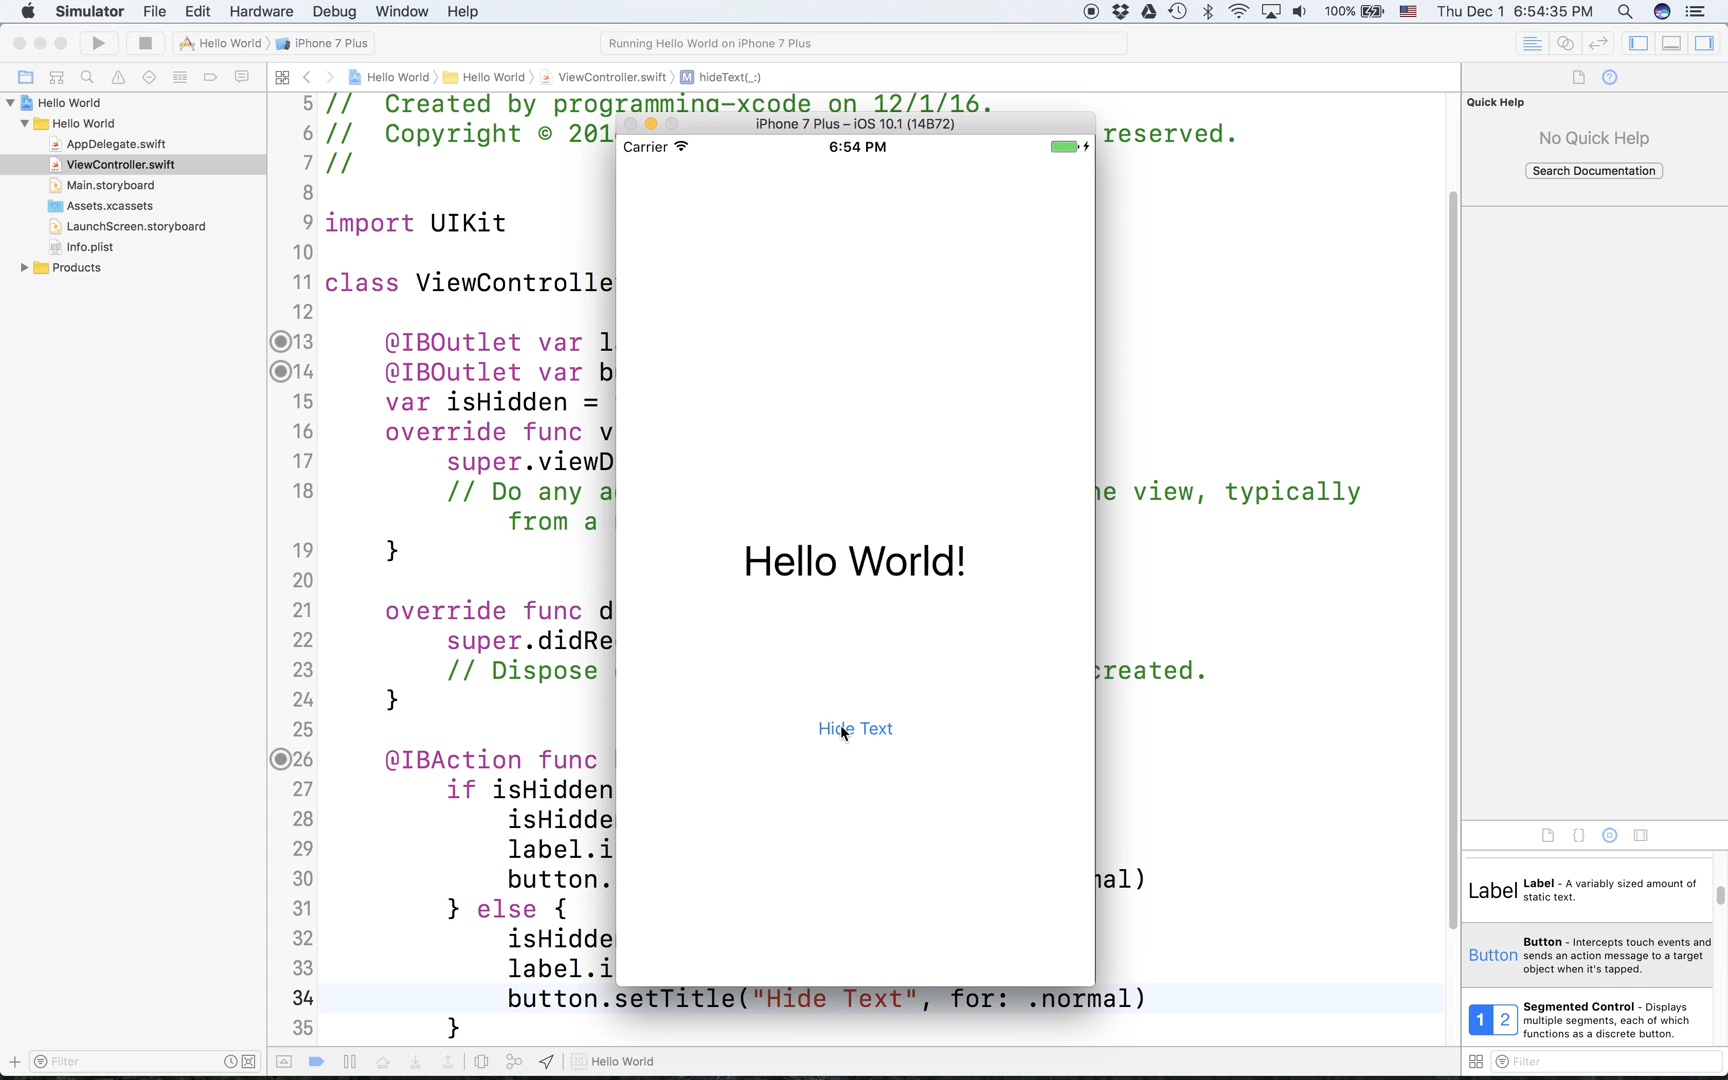 Simulator File Edit Hardware Debug Window Help
100% Thu Dec 1 6:54:35 PM
Hello World iPhone 7 Plus
Running Hello World on iPhone 7 Plus
Hello World Hello World ViewController.swift M hideText(_:)
Hello World
Hello World
AppDelegate.swift
ViewController.swift
Main.storyboard
Assets.xcassets
LaunchScreen.storyboard
Info.plist
Products
Filter
5 // Created by programming-xcode on 12/1/16.
6 // Copyright © 201 reserved.
7 //
8
9 import UIKit
10
11 class ViewControlle
12
13 @IBOutlet var l
14 @IBOutlet var b
15 var isHidden =
16 override func v
17 super.viewD
18 // Do any a he view, typically
from a
19 }
20
21 override func d
22 super.didRe
23 // Dispose created.
24 }
25
26 @IBAction func
27 if isHidden
28 isHidde
29 label.i
30 button. mal)
31 } else {
32 isHidde
33 label.i
34 button.setTitle("Hide Text", for: .normal)
35 }
iPhone 7 Plus – iOS 10.1 (14B72)
Carrier 6:54 PM
Hello World!
Hide Text
Hello World
Quick Help
No Quick Help
Search Documentation
Label Label - A variably sized amount of
static text.
Button Button - Intercepts touch events and
sends an action message to a target
object when it's tapped.
1 2 Segmented Control - Displays
multiple segments, each of which
functions as a discrete button.
Filter